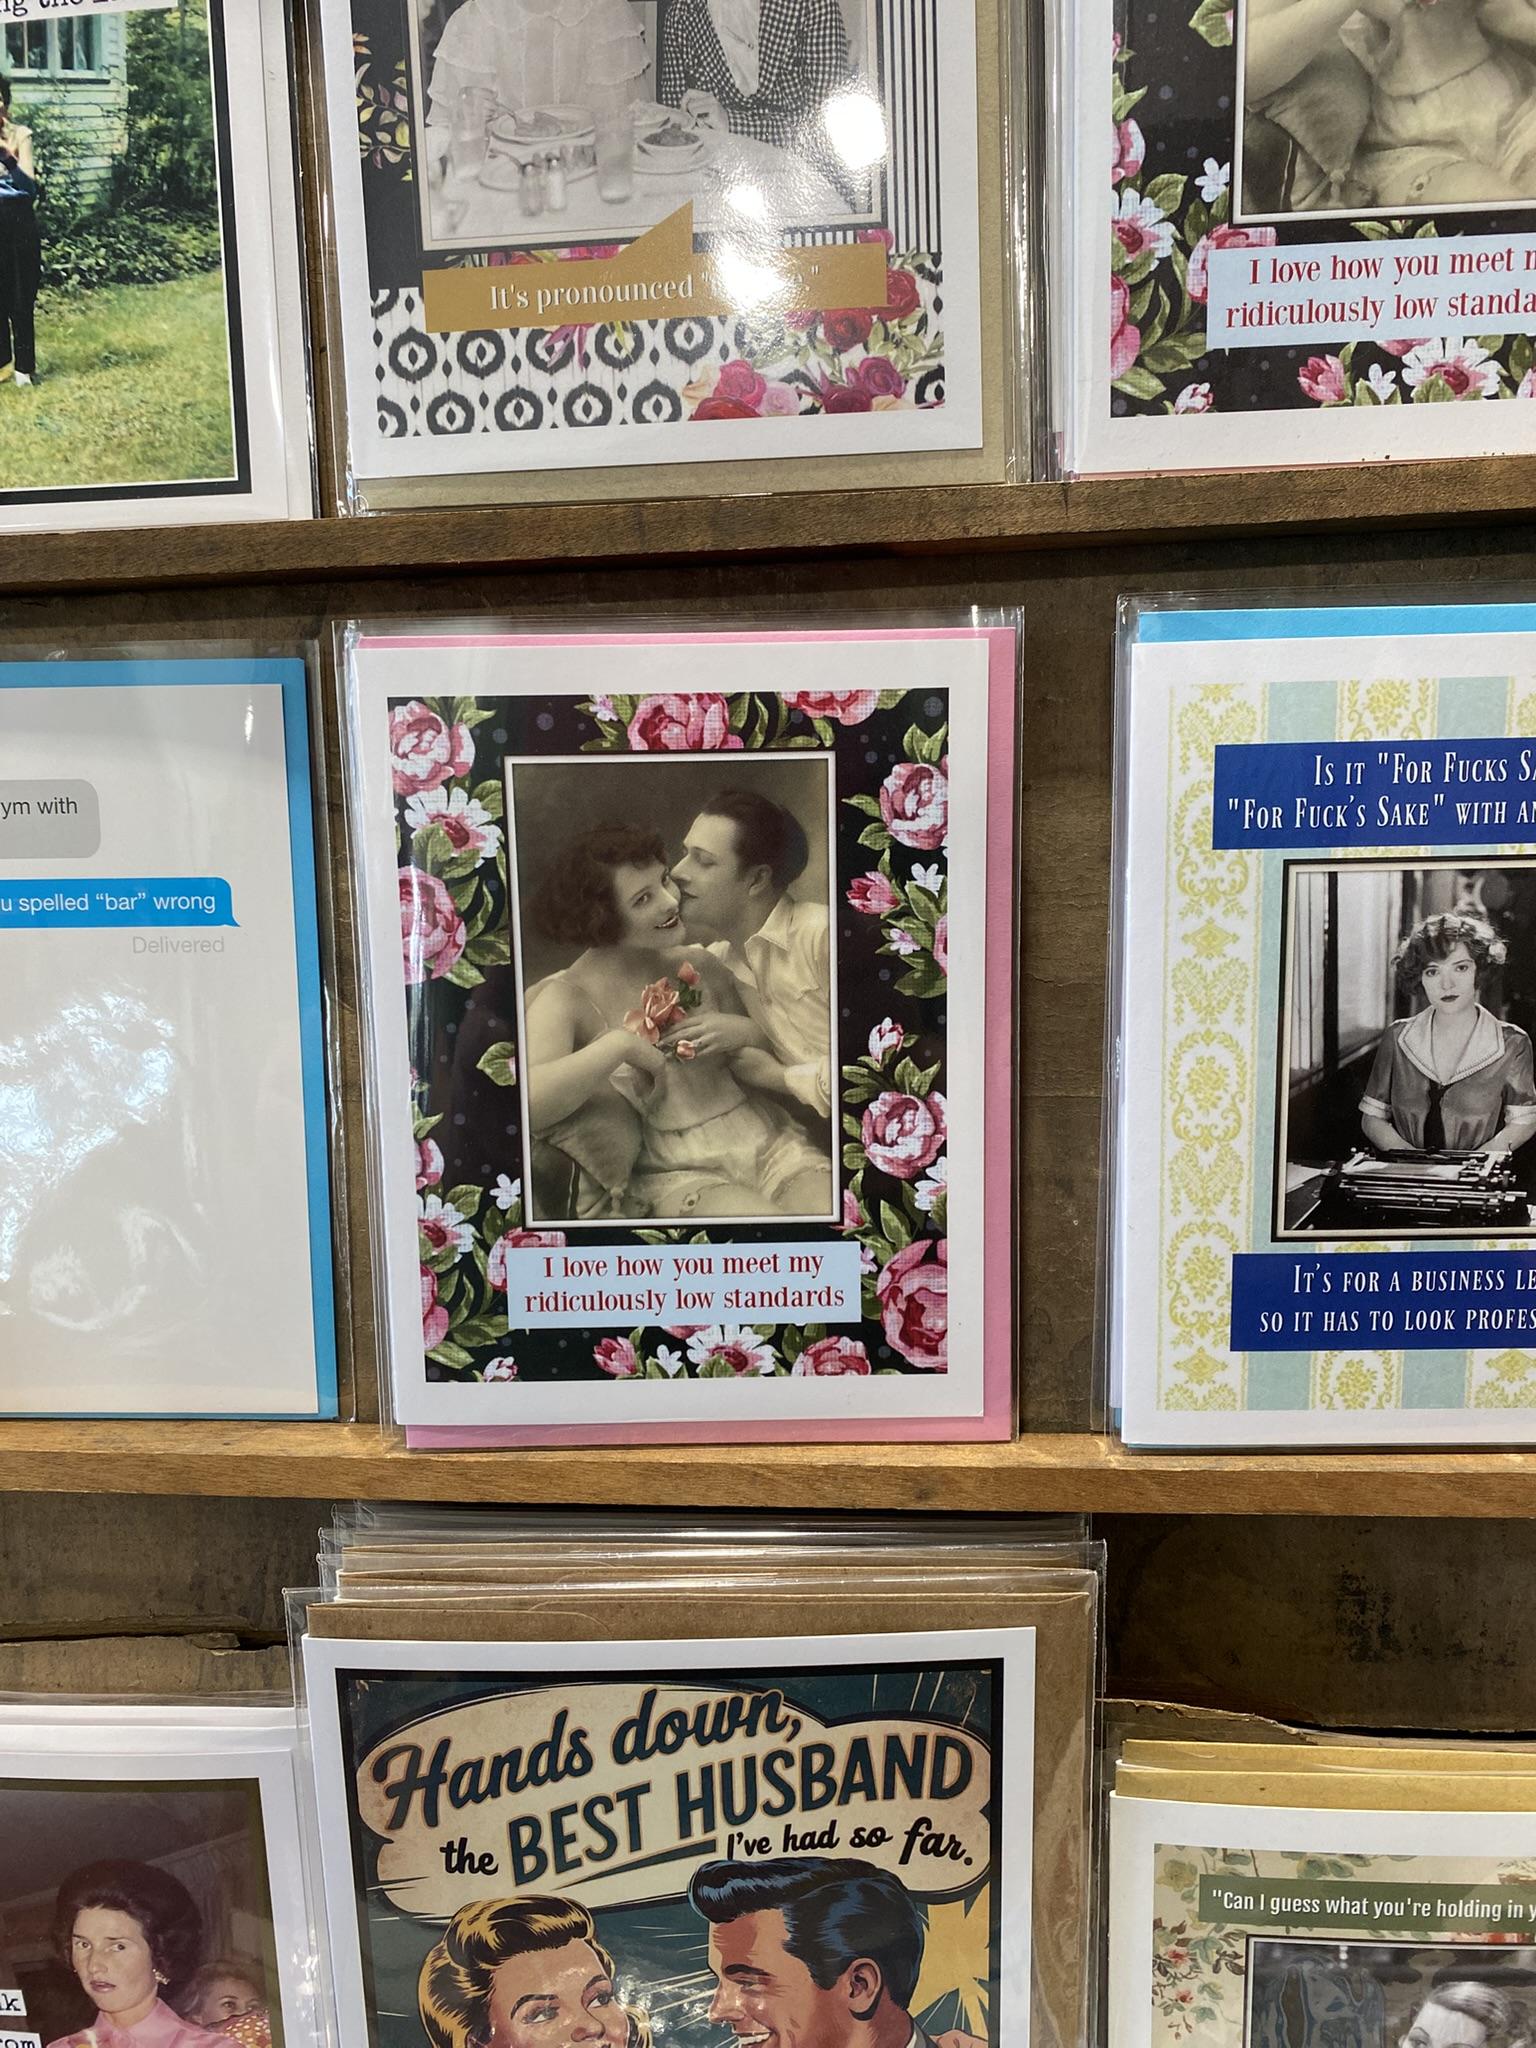 It's pronounced
I love how you meet
ridiculously low
ym with
spelled “bar” wrong
Delivered
I love how you meet my
ridiculously low standards
IS IT "FOR FUCKS
"FOR FUCK'S SAKE" WITH
IT'S FOR A BUSINESS
SO IT HAS TO LOOK
Hands down,
the BEST HUSBAND
I've had so far.
"Can I guess what you're holding in